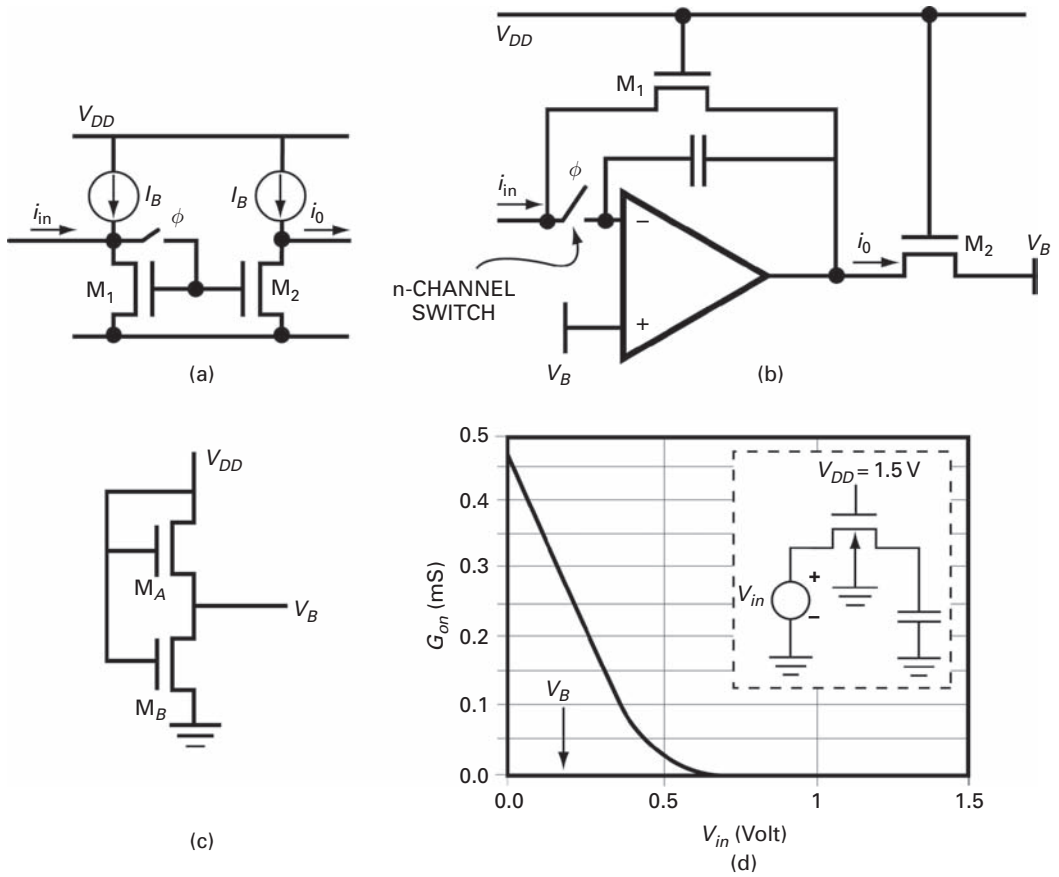 V_DD
I_B
I_B
i_in
ϕ
i_0
M_1
M_2
(a)
V_DD
M_1
i_in
ϕ
−
i_0
M_2
V_B
n-CHANNEL
SWITCH
+
V_B
(b)
V_DD
M_A
V_B
M_B
(c)
0.5
0.4
0.3
0.2
0.1
0.0
G_on (mS)
V_B
V_DD = 1.5 V
V_in
+
−
0.0
0.5
1
1.5
V_in (Volt)
(d)